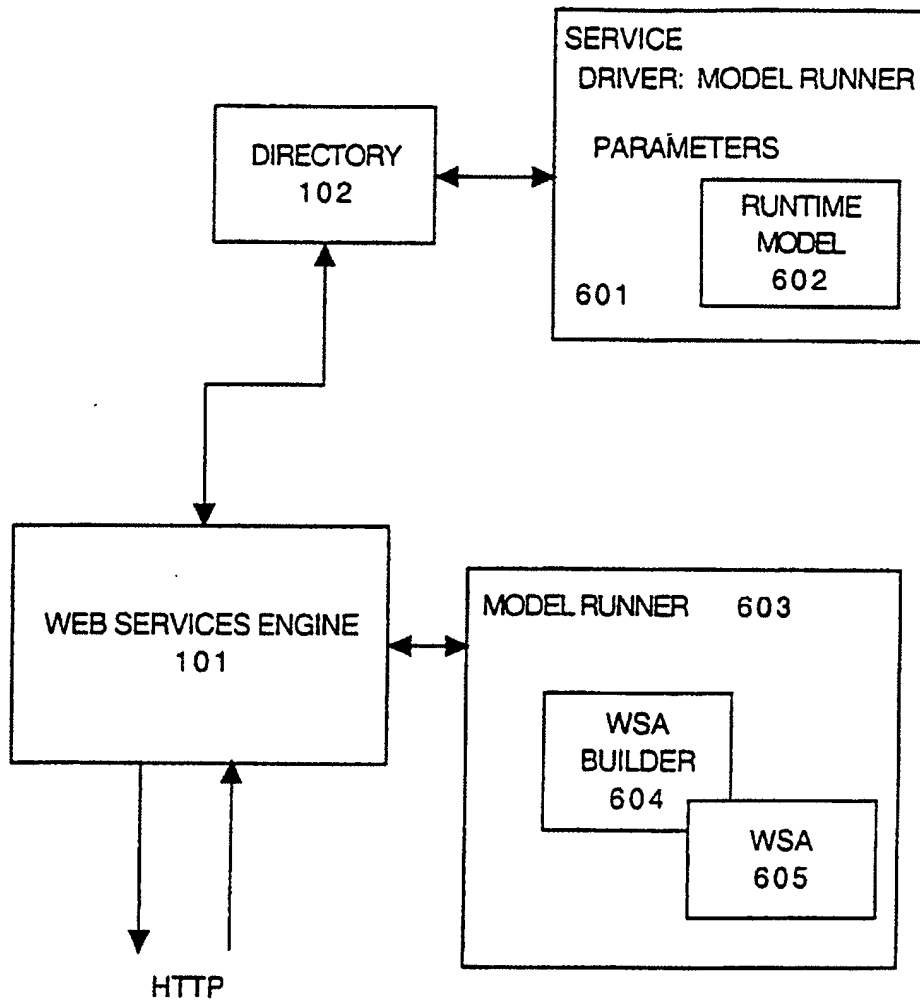 SERVICE
DRIVER: MODEL RUNNER
PARAMETERS
RUNTIME
MODEL
602
601
DIRECTORY
102
WEB SERVICES ENGINE
101
MODEL RUNNER 603
WSA
BUILDER
604
WSA
605
HTTP